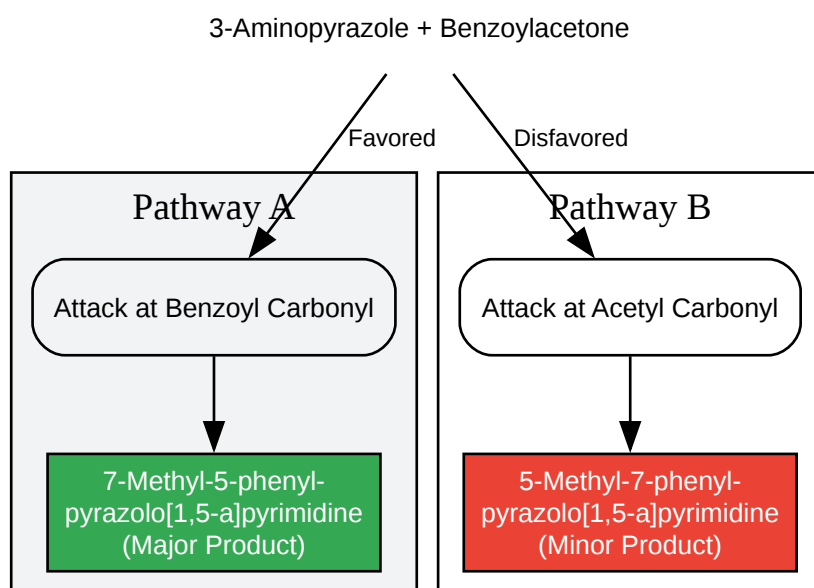 3-Aminopyrazole + Benzoylacetone
Favored
Disfavored
Pathway A
Pathway B
Attack at Benzoyl Carbonyl
Attack at Acetyl Carbonyl
7-Methyl-5-phenyl-
pyrazolo[1,5-a]pyrimidine
(Major Product)
5-Methyl-7-phenyl-
pyrazolo[1,5-a]pyrimidine
(Minor Product)